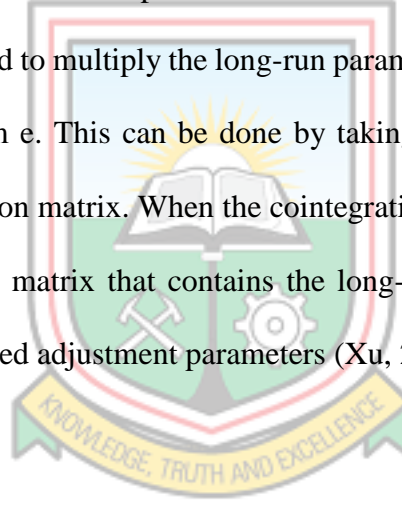 d to multiply the long-run param
e. This can be done by taking
on matrix. When the cointegrati
matrix that contains the long-
ed adjustment parameters (Xu,
KNOWLEDGE, TRUTH AND EXCELLENCE